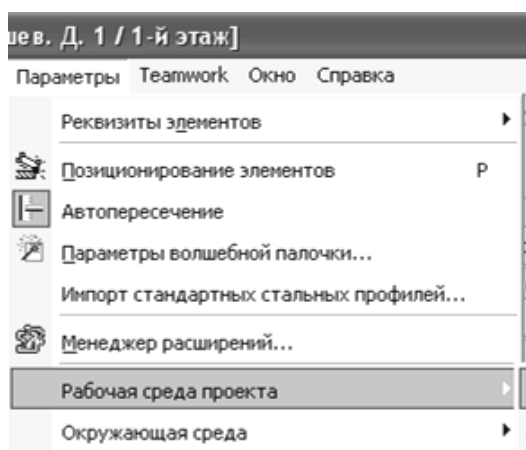 шев. Д. 1 / 1-й этаж]
Параметры Teamwork Окно Справка
Реквизиты элементов
Позиционирование элементов P
Автопересечение
Параметры волшебной палочки...
Импорт стандартных стальных профилей...
Менеджер расширений...
Рабочая среда проекта
Окружающая среда